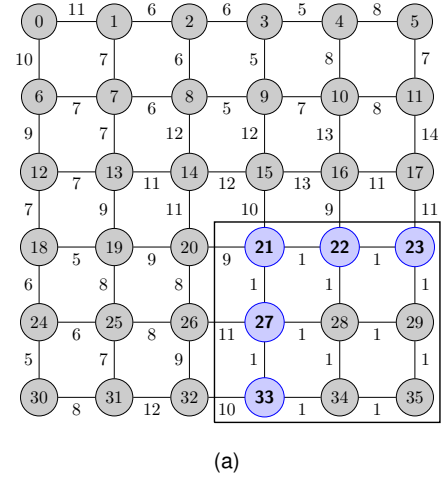 0 11 1 6 2 6 3 5 4 8 5
10 7 6 5 8 7
6 7 7 6 8 5 9 7 10 8 11
9 7 12 12 13 14
12 7 13 11 14 12 15 13 16 11 17
7 9 11 10 9 11
18 5 19 9 20 9 21 1 22 1 23
6 8 8 1 1 1
24 6 25 8 26 11 27 1 28 1 29
5 7 9 1 1 1
30 8 31 12 32 10 33 1 34 1 35
(a)